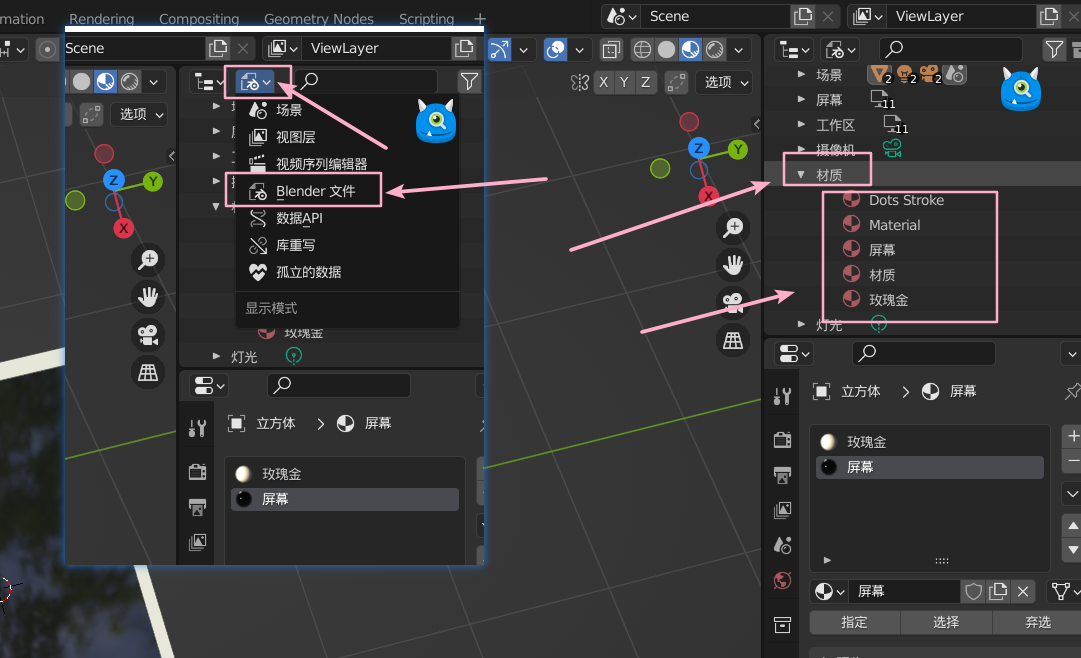 mation Rendering Compositing Geometry Nodes Scripting +
Scene
ViewLayer
Scene
ViewLayer
选项
场景
视图层
视频序列编辑器
Blender 文件
数据API
库重写
孤立的数据
显示模式
玫瑰金
灯光
Z
Y
X
立方体 > 屏幕
玫瑰金
屏幕
X Y Z
选项
Z
Y
X
场景 2 2 2
屏幕 11
工作区 11
摄像机
材质
Dots Stroke
Material
屏幕
材质
玫瑰金
灯光
立方体 > 屏幕
玫瑰金
屏幕
屏幕
指定 选择 弃选